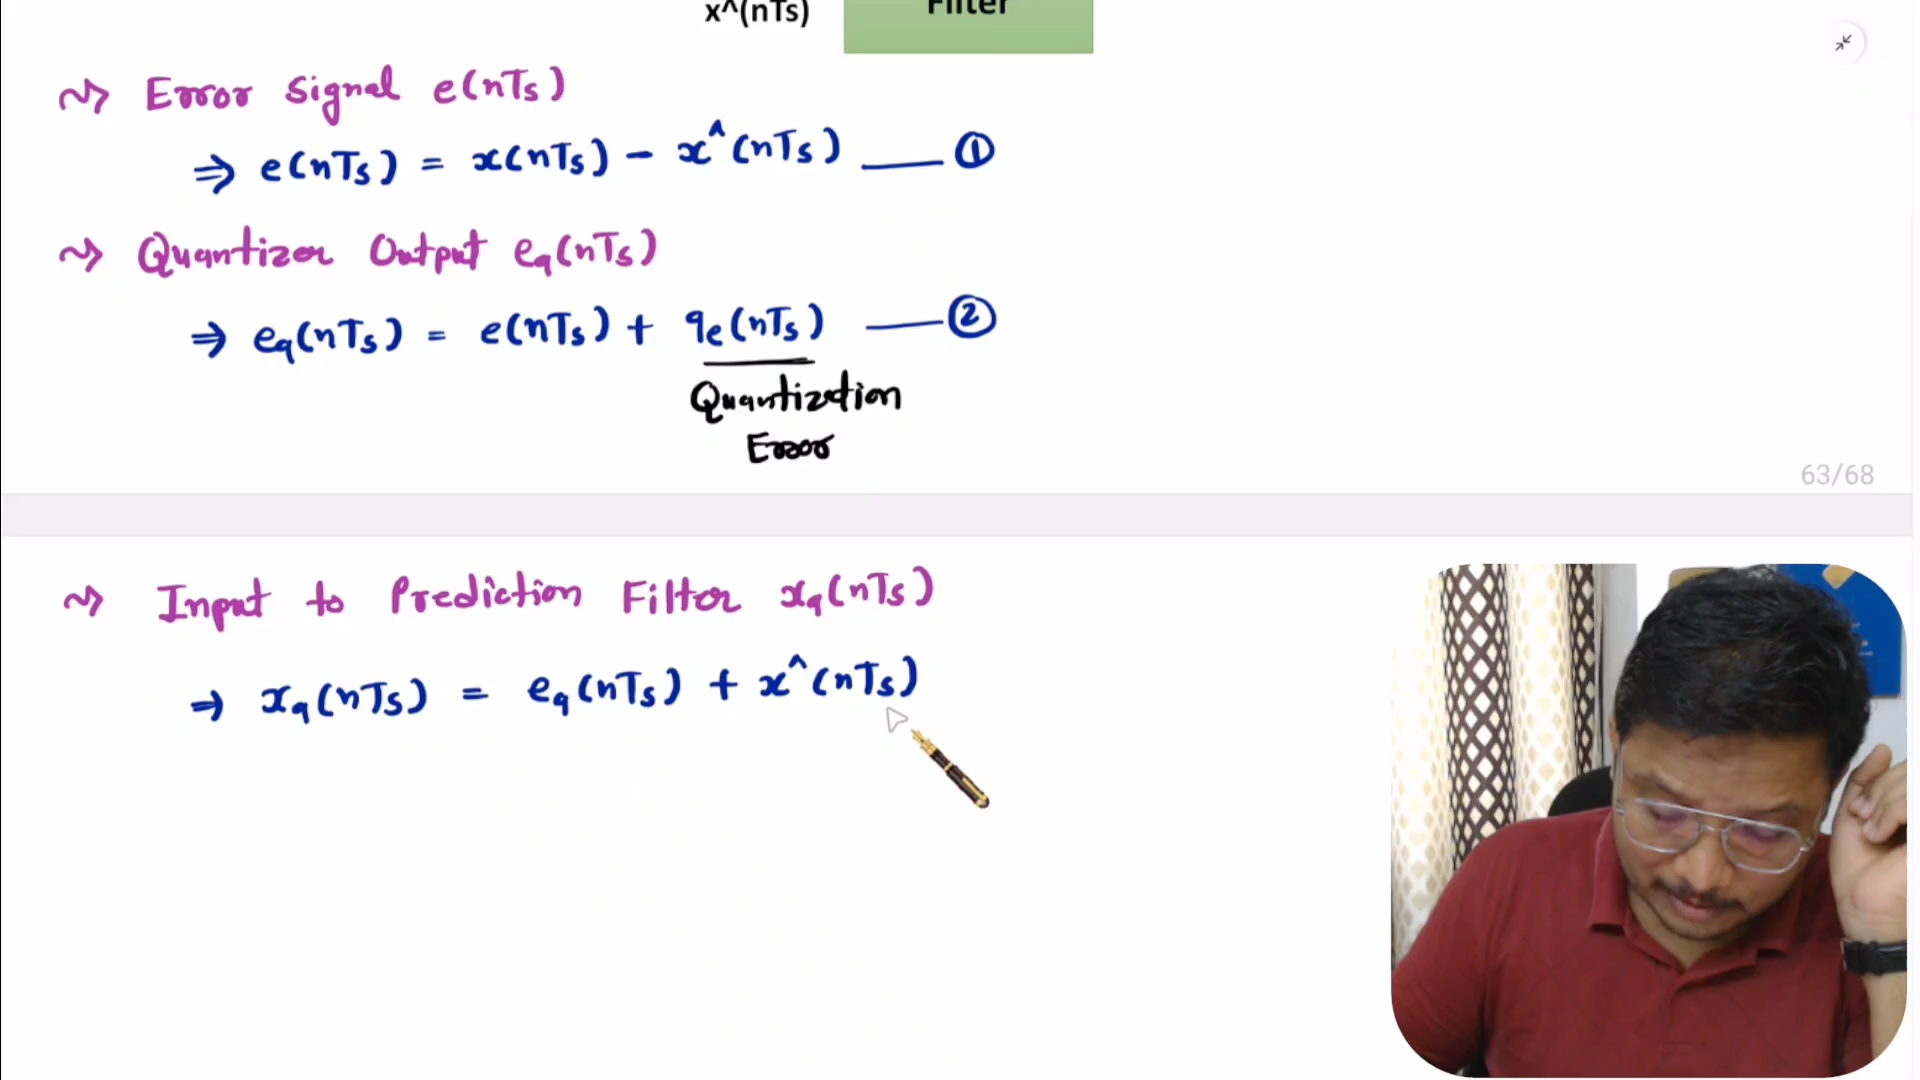 x^(nTs)
Filter
~> Error Signal e(nTs)
⇒ e(nTs) = x(nTs) - x^(nTs) —— ①
~> Quantizer Output eq(nTs)
⇒ eq(nTs) = e(nTs) + qe(nTs) —— ②
Quantization
Error
63/68
~> Input to Prediction Filter xq(nTs)
⇒ xq(nTs) = eq(nTs) + x^(nTs)